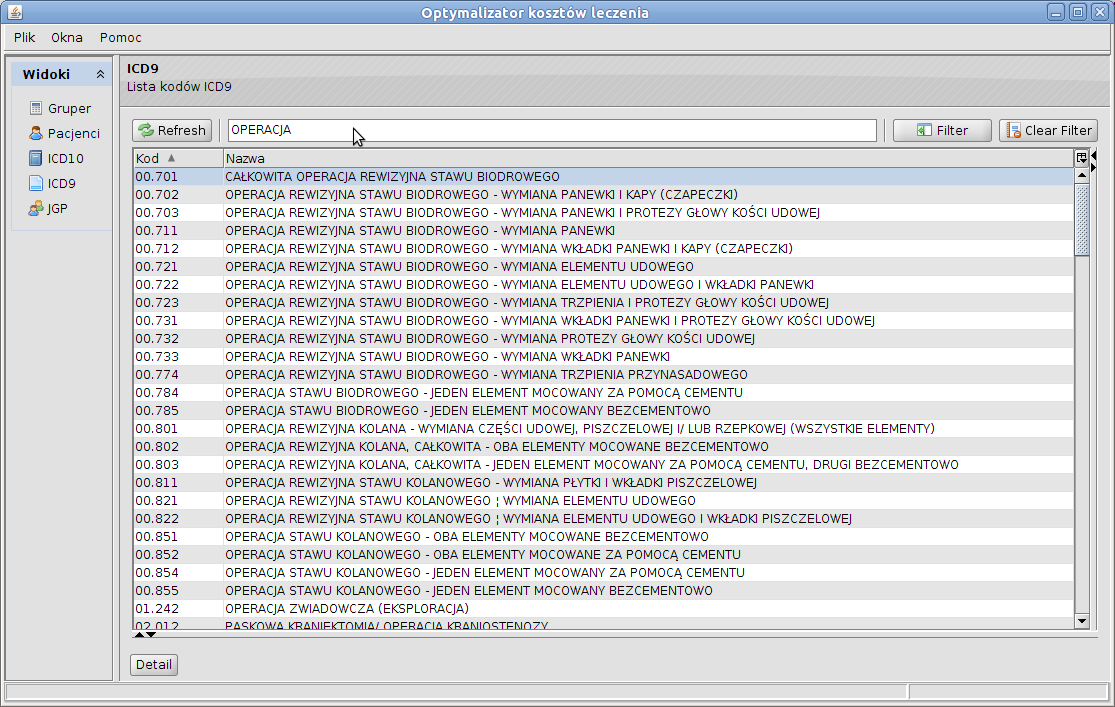 Optymalizator kosztów leczenia
Plik Okna Pomoc
Widoki
Gruper
Pacjenci
ICD10
ICD9
JGP
ICD9
Lista kodów ICD9
Refresh OPERACJA Filter Clear Filter
Kod Nazwa
00.701 CAŁKOWITA OPERACJA REWIZYJNA STAWU BIODROWEGO
00.702 OPERACJA REWIZYJNA STAWU BIODROWEGO - WYMIANA PANEWKI I KAPY (CZAPECZKI)
00.703 OPERACJA REWIZYJNA STAWU BIODROWEGO - WYMIANA PANEWKI I PROTEZY GŁOWY KOŚCI UDOWEJ
00.711 OPERACJA REWIZYJNA STAWU BIODROWEGO - WYMIANA PANEWKI
00.712 OPERACJA REWIZYJNA STAWU BIODROWEGO - WYMIANA WKŁADKI PANEWKI I KAPY (CZAPECZKI)
00.721 OPERACJA REWIZYJNA STAWU BIODROWEGO - WYMIANA ELEMENTU UDOWEGO
00.722 OPERACJA REWIZYJNA STAWU BIODROWEGO - WYMIANA ELEMENTU UDOWEGO I WKŁADKI PANEWKI
00.723 OPERACJA REWIZYJNA STAWU BIODROWEGO - WYMIANA TRZPIENIA I PROTEZY GŁOWY KOŚCI UDOWEJ
00.731 OPERACJA REWIZYJNA STAWU BIODROWEGO - WYMIANA WKŁADKI PANEWKI I PROTEZY GŁOWY KOŚCI UDOWEJ
00.732 OPERACJA REWIZYJNA STAWU BIODROWEGO - WYMIANA PROTEZY GŁOWY KOŚCI UDOWEJ
00.733 OPERACJA REWIZYJNA STAWU BIODROWEGO - WYMIANA WKŁADKI PANEWKI
00.774 OPERACJA REWIZYJNA STAWU BIODROWEGO - WYMIANA TRZPIENIA PRZYNASADOWEGO
00.784 OPERACJA STAWU BIODROWEGO - JEDEN ELEMENT MOCOWANY ZA POMOCĄ CEMENTU
00.785 OPERACJA STAWU BIODROWEGO - JEDEN ELEMENT MOCOWANY BEZCEMENTOWO
00.801 OPERACJA REWIZYJNA KOLANA - WYMIANA CZĘŚCI UDOWEJ, PISZCZELOWEJ I/ LUB RZEPKOWEJ (WSZYSTKIE ELEMENTY)
00.802 OPERACJA REWIZYJNA KOLANA, CAŁKOWITA - OBA ELEMENTY MOCOWANE BEZCEMENTOWO
00.803 OPERACJA REWIZYJNA KOLANA, CAŁKOWITA - JEDEN ELEMENT MOCOWANY ZA POMOCĄ CEMENTU, DRUGI BEZCEMENTOWO
00.811 OPERACJA REWIZYJNA STAWU KOLANOWEGO - WYMIANA PŁYTKI I WKŁADKI PISZCZELOWEJ
00.821 OPERACJA REWIZYJNA STAWU KOLANOWEGO ¦ WYMIANA ELEMENTU UDOWEGO
00.822 OPERACJA REWIZYJNA STAWU KOLANOWEGO ¦ WYMIANA ELEMENTU UDOWEGO I WKŁADKI PISZCZELOWEJ
00.851 OPERACJA STAWU KOLANOWEGO - OBA ELEMENTY MOCOWANE BEZCEMENTOWO
00.852 OPERACJA STAWU KOLANOWEGO - OBA ELEMENTY MOCOWANE ZA POMOCĄ CEMENTU
00.854 OPERACJA STAWU KOLANOWEGO - JEDEN ELEMENT MOCOWANY ZA POMOCĄ CEMENTU
00.855 OPERACJA STAWU KOLANOWEGO - JEDEN ELEMENT MOCOWANY BEZCEMENTOWO
01.242 OPERACJA ZWIADOWCZA (EKSPLORACJA)
02.012 PASKOWA KRANIEKTOMIA/ OPERACJA KRANIOSTENOZY
Detail